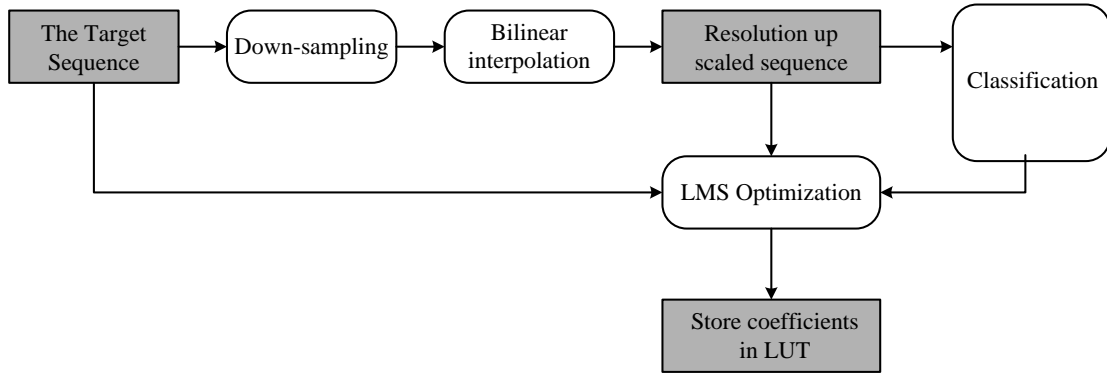 The Target
Sequence
Down-sampling
Bilinear
interpolation
Resolution up
scaled sequence
Classification
LMS Optimization
Store coefficients
in LUT